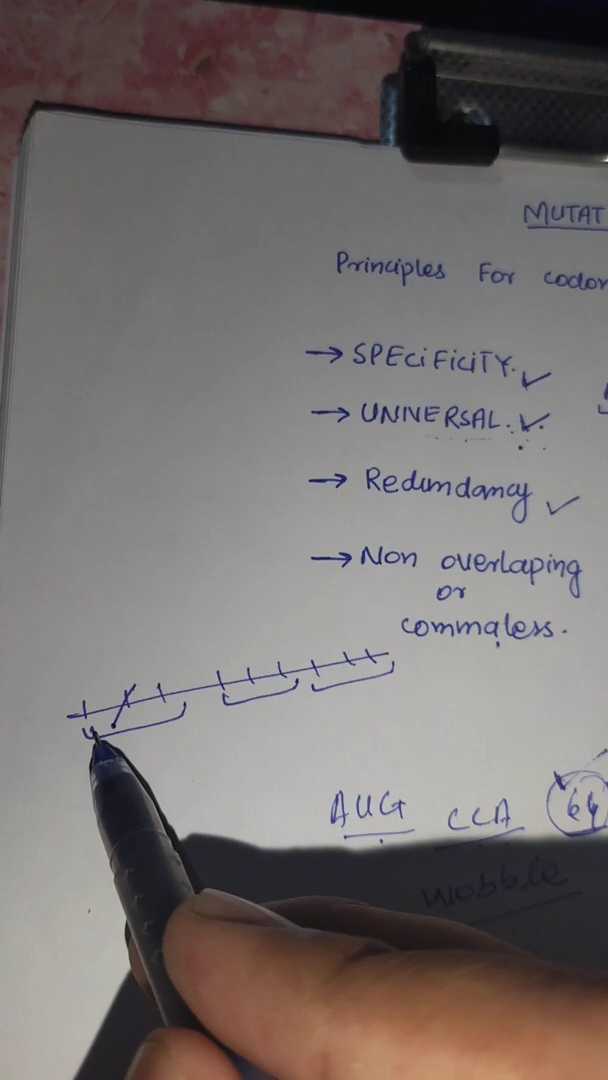 MUTAT
Principles For codon
→ SPECiFiCiTY. ✓
→ UNIVERSAL. ✓
→ Redundancy ✓
→ Non overlaping
or
commaless.
AUG CCA 64
wobble